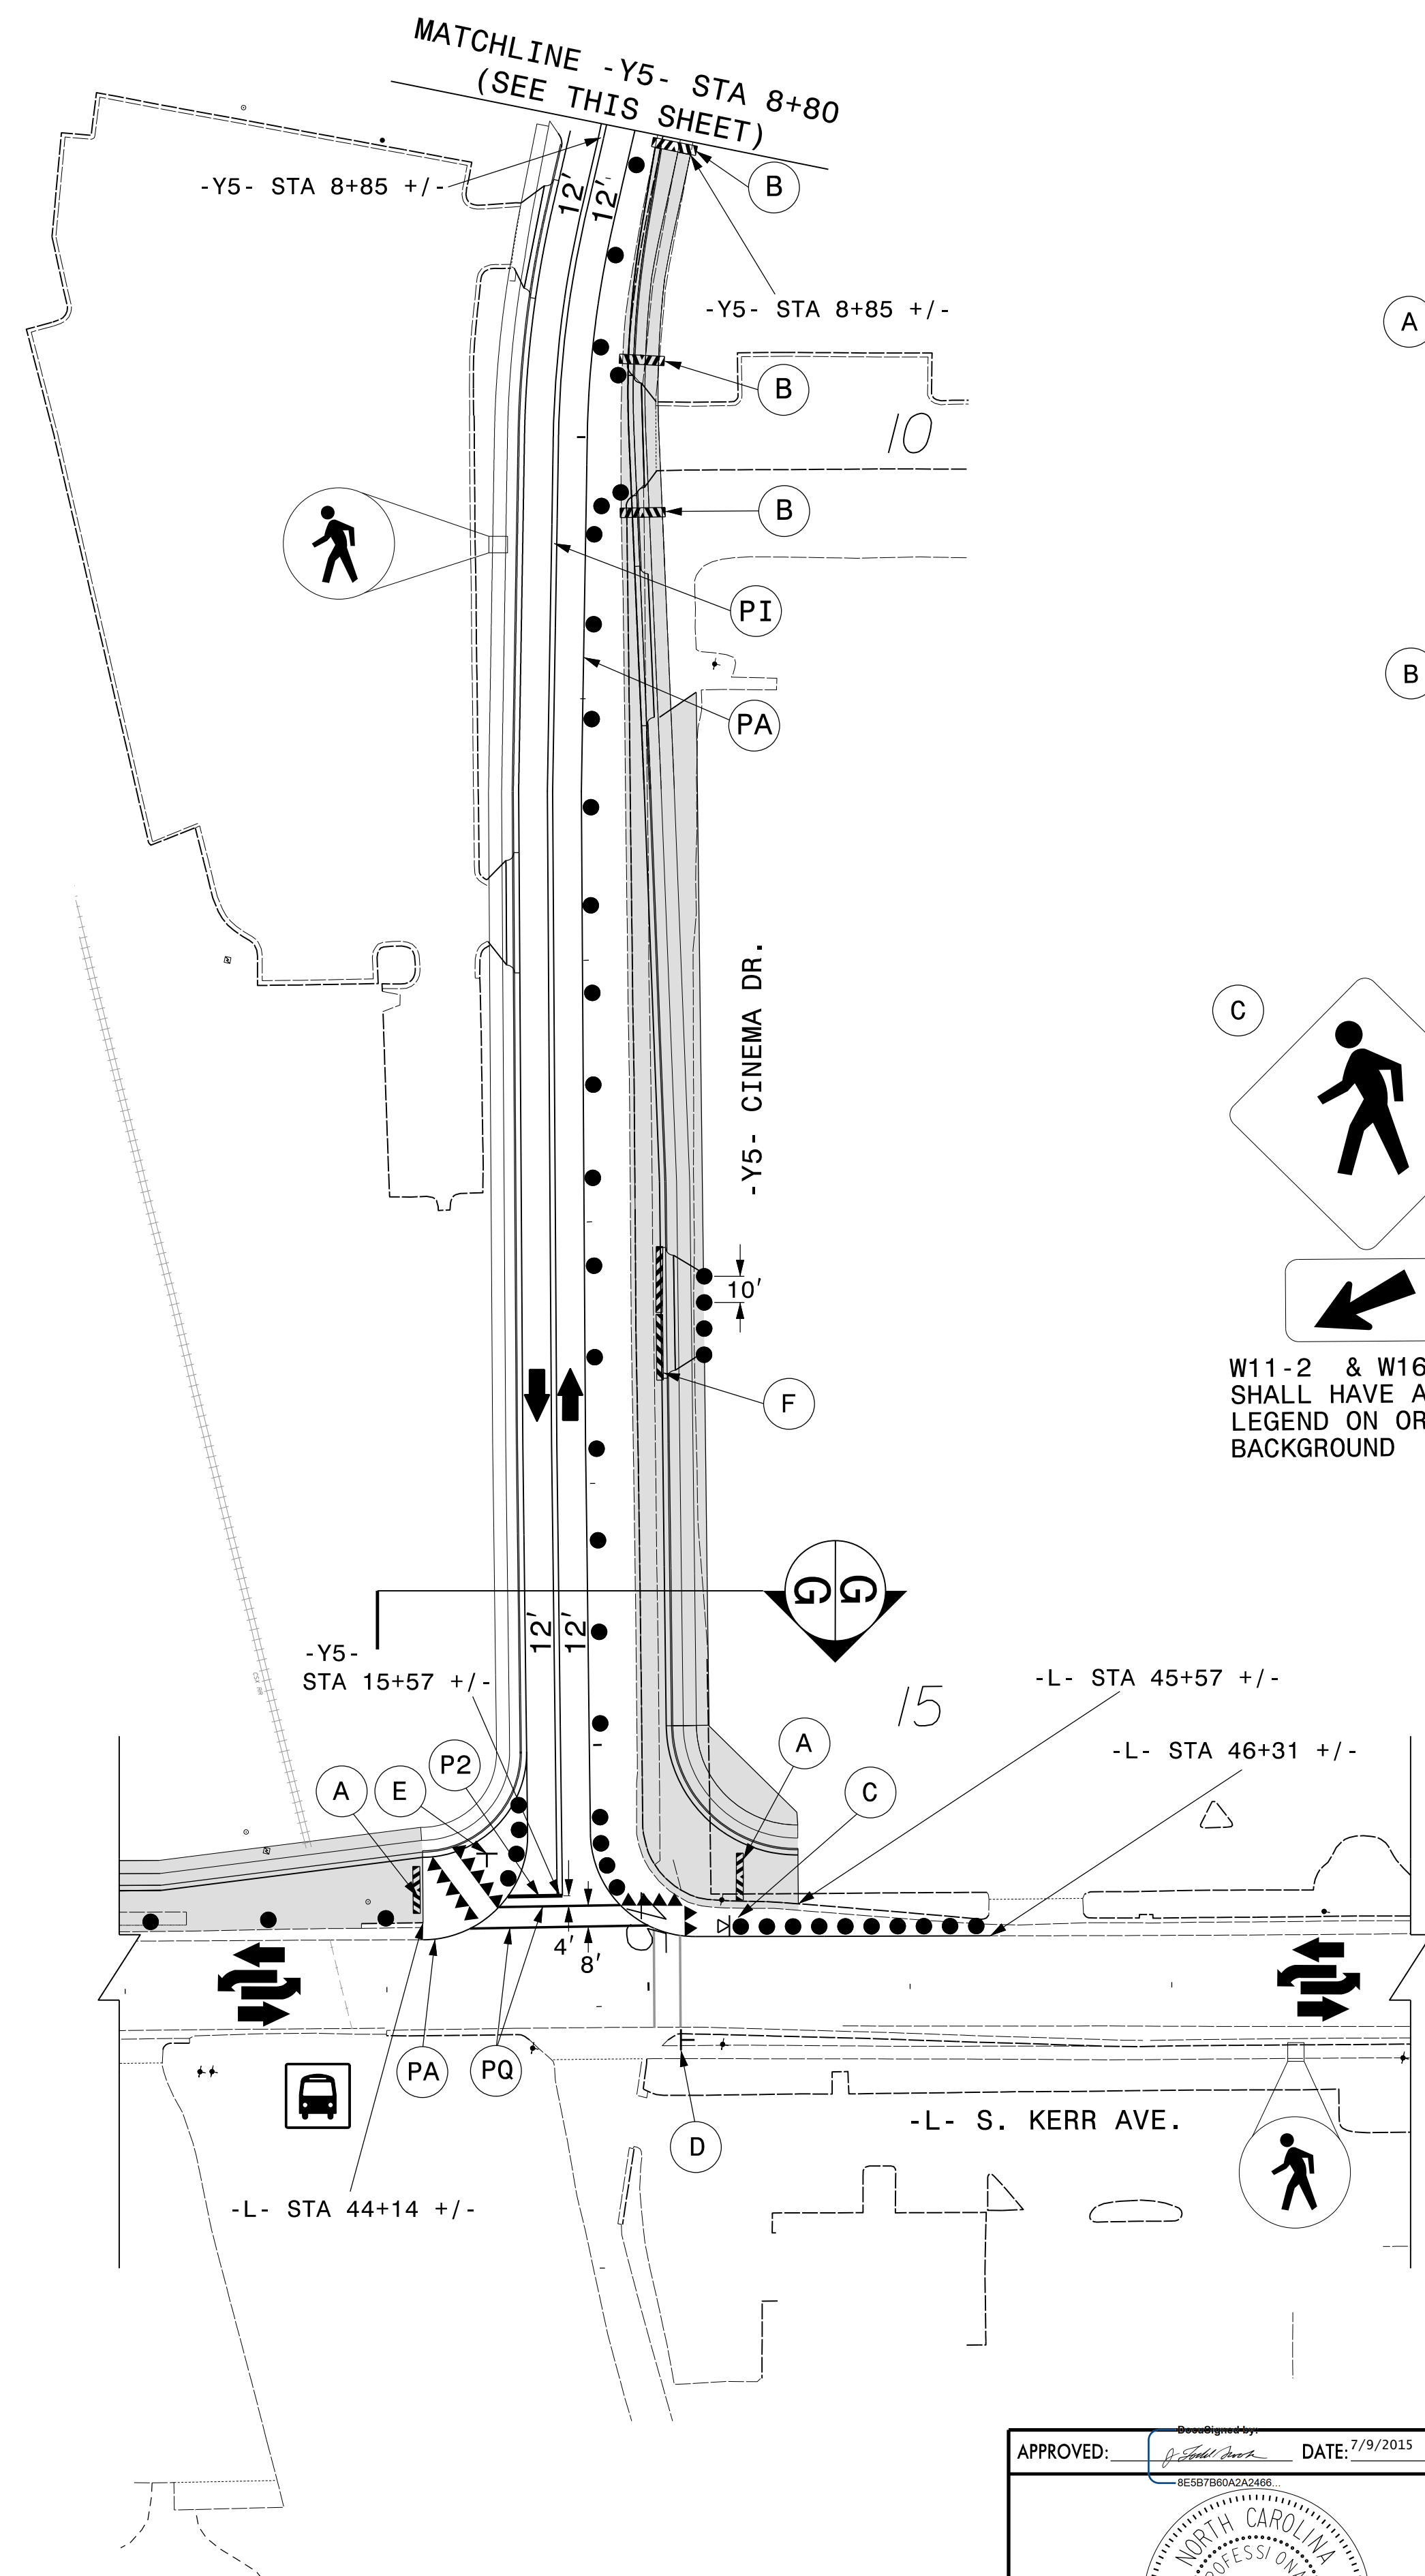 MATCHLINE -Y5- STA 8+80
(SEE THIS SHEET)
-Y5- STA 8+85 +/-
12'
12'
B
-Y5- STA 8+85 +/-
A
B
10
B
PI
B
PA
-Y5- CINEMA DR.
C
10'
W11-2 & W16
SHALL HAVE A
LEGEND ON OR
BACKGROUND
F
G
G
12'
12'
-Y5-
STA 15+57 +/-
-L- STA 45+57 +/-
15
A
-L- STA 46+31 +/-
P2
A
E
C
4'
8'
PA
PQ
D
-L- S. KERR AVE.
-L- STA 44+14 +/-
DocuSigned by:
APPROVED:
DATE: 7/9/2015
8E5B7B60A2A2466...
NORTH CAROLINA